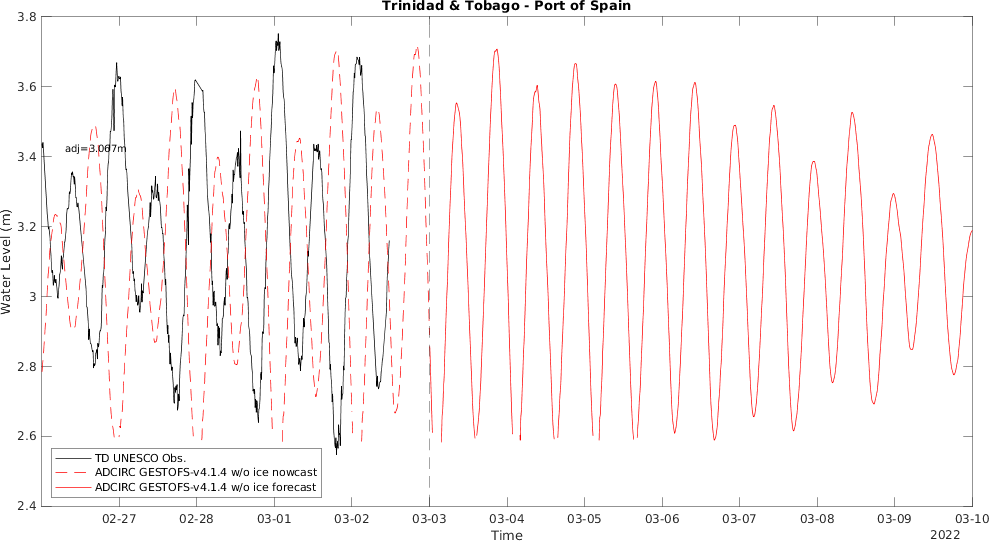 Trinidad & Tobago - Port of Spain
3.8
3.6
3.4
3.2
3
2.8
2.6
2.4
Water Level (m)
adj=3.067m
TD UNESCO Obs.
ADCIRC GESTOFS-v4.1.4 w/o ice nowcast
ADCIRC GESTOFS-v4.1.4 w/o ice forecast
02-27 02-28 03-01 03-02 03-03 03-04 03-05 03-06 03-07 03-08 03-09 03-10
Time
2022